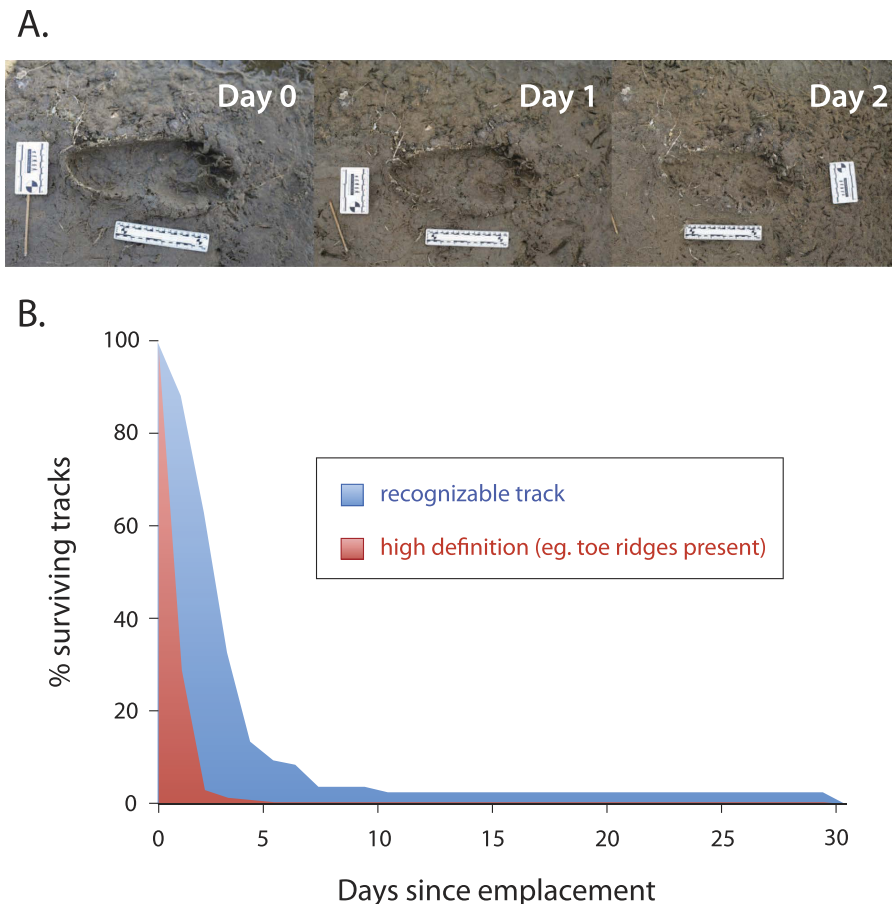 A.
Day 0
Day 1
Day 2
B.
100
80
60
40
20
0
% surviving tracks
recognizable track
high definition (eg. toe ridges present)
0
5
10
15
20
25
30
Days since emplacement